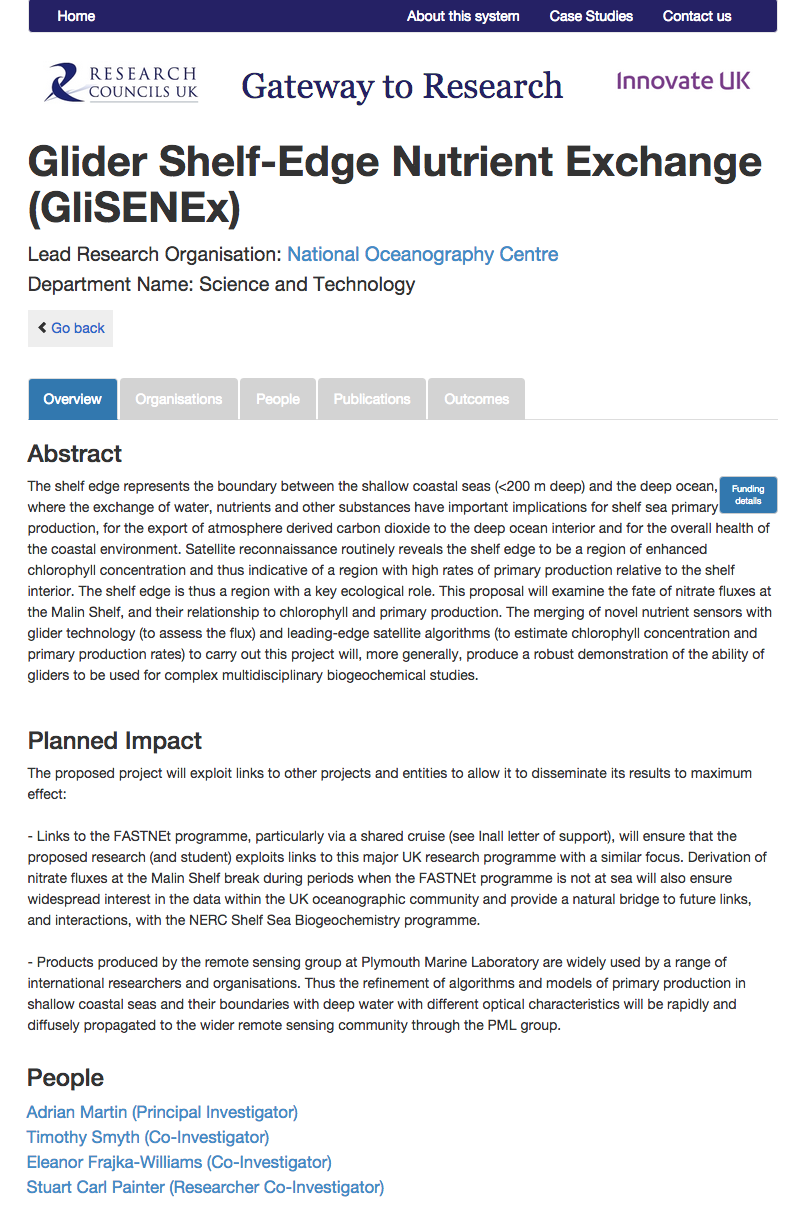 Home About this system Case Studies Contact us
RESEARCH
COUNCILS UK
Gateway to Research
Innovate UK
Glider Shelf-Edge Nutrient Exchange
(GliSENEx)
Lead Research Organisation: National Oceanography Centre
Department Name: Science and Technology
Go back
Overview Organisations People Publications Outcomes
Abstract
Funding
details
The shelf edge represents the boundary between the shallow coastal seas (<200 m deep) and the deep ocean,
where the exchange of water, nutrients and other substances have important implications for shelf sea primary
production, for the export of atmosphere derived carbon dioxide to the deep ocean interior and for the overall health of
the coastal environment. Satellite reconnaissance routinely reveals the shelf edge to be a region of enhanced
chlorophyll concentration and thus indicative of a region with high rates of primary production relative to the shelf
interior. The shelf edge is thus a region with a key ecological role. This proposal will examine the fate of nitrate fluxes at
the Malin Shelf, and their relationship to chlorophyll and primary production. The merging of novel nutrient sensors with
glider technology (to assess the flux) and leading-edge satellite algorithms (to estimate chlorophyll concentration and
primary production rates) to carry out this project will, more generally, produce a robust demonstration of the ability of
gliders to be used for complex multidisciplinary biogeochemical studies.
Planned Impact
The proposed project will exploit links to other projects and entities to allow it to disseminate its results to maximum
effect:
- Links to the FASTNEt programme, particularly via a shared cruise (see Inall letter of support), will ensure that the
proposed research (and student) exploits links to this major UK research programme with a similar focus. Derivation of
nitrate fluxes at the Malin Shelf break during periods when the FASTNEt programme is not at sea will also ensure
widespread interest in the data within the UK oceanographic community and provide a natural bridge to future links,
and interactions, with the NERC Shelf Sea Biogeochemistry programme.
- Products produced by the remote sensing group at Plymouth Marine Laboratory are widely used by a range of
international researchers and organisations. Thus the refinement of algorithms and models of primary production in
shallow coastal seas and their boundaries with deep water with different optical characteristics will be rapidly and
diffusely propagated to the wider remote sensing community through the PML group.
People
Adrian Martin (Principal Investigator)
Timothy Smyth (Co-Investigator)
Eleanor Frajka-Williams (Co-Investigator)
Stuart Carl Painter (Researcher Co-Investigator)